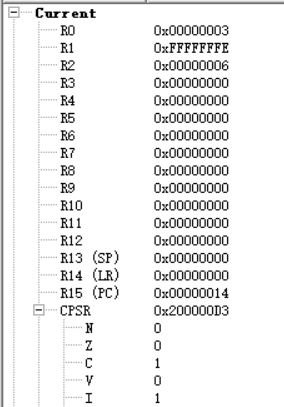 Current
R0 0x00000003
R1 0xFFFFFFFE
R2 0x00000006
R3 0x00000000
R4 0x00000000
R5 0x00000000
R6 0x00000000
R7 0x00000000
R8 0x00000000
R9 0x00000000
R10 0x00000000
R11 0x00000000
R12 0x00000000
R13 (SP) 0x00000000
R14 (LR) 0x00000000
R15 (PC) 0x00000014
CPSR 0x200000D3
N 0
Z 0
C 1
V 0
I 1